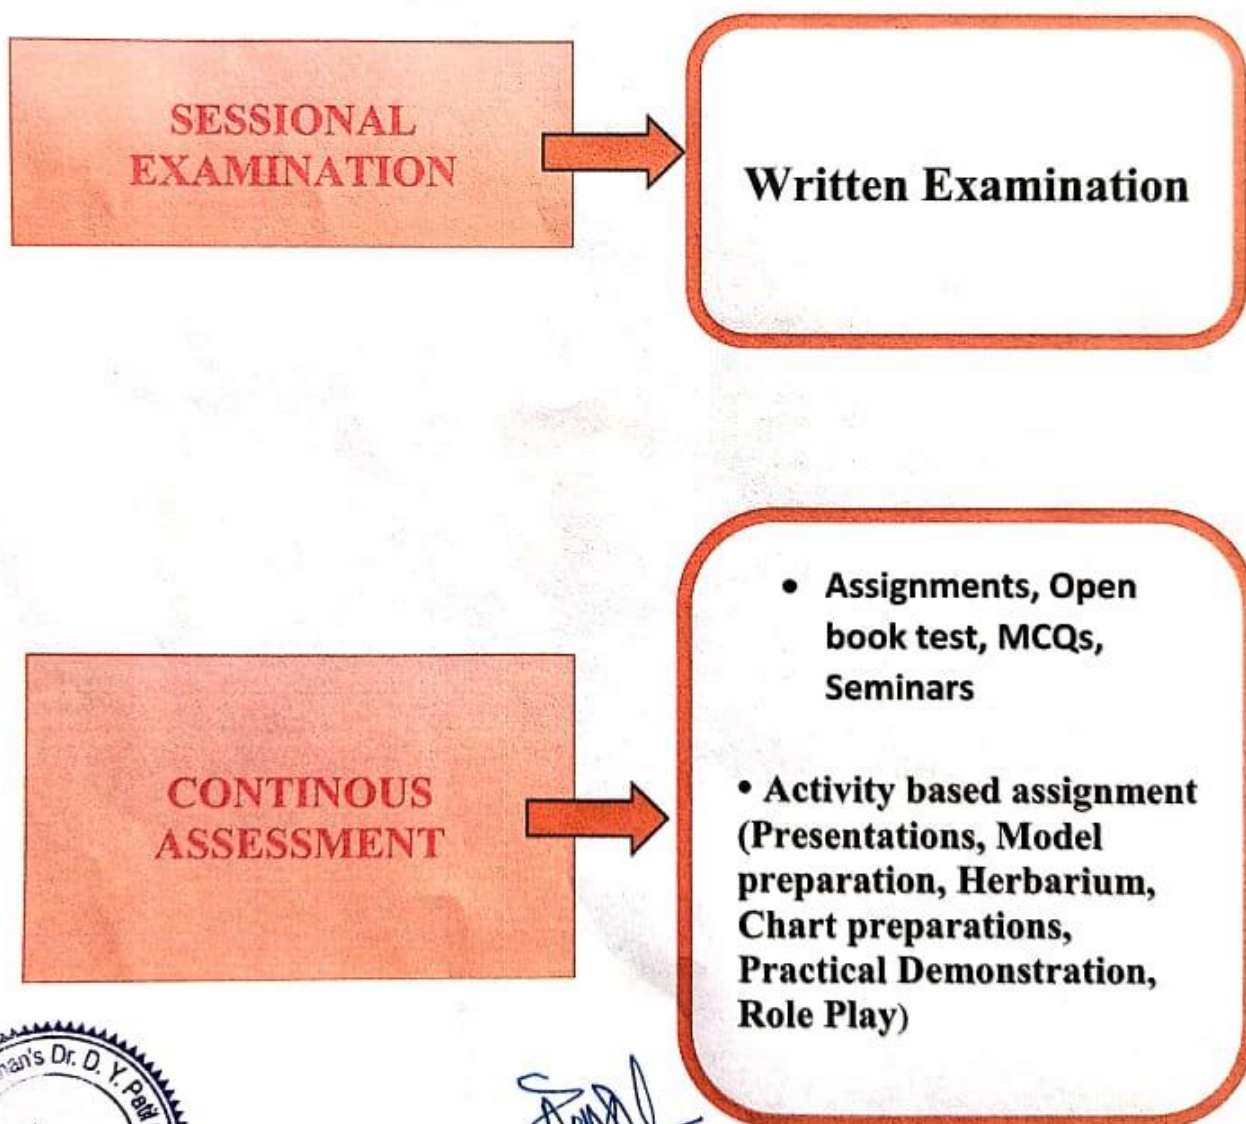 SESSIONAL
EXAMINATION
Written Examination
CONTINOUS
ASSESSMENT
• Assignments, Open
book test, MCQs,
Seminars
• Activity based assignment
(Presentations, Model
preparation, Herbarium,
Chart preparations,
Practical Demonstration,
Role Play)
Dr. D. Y. Patil